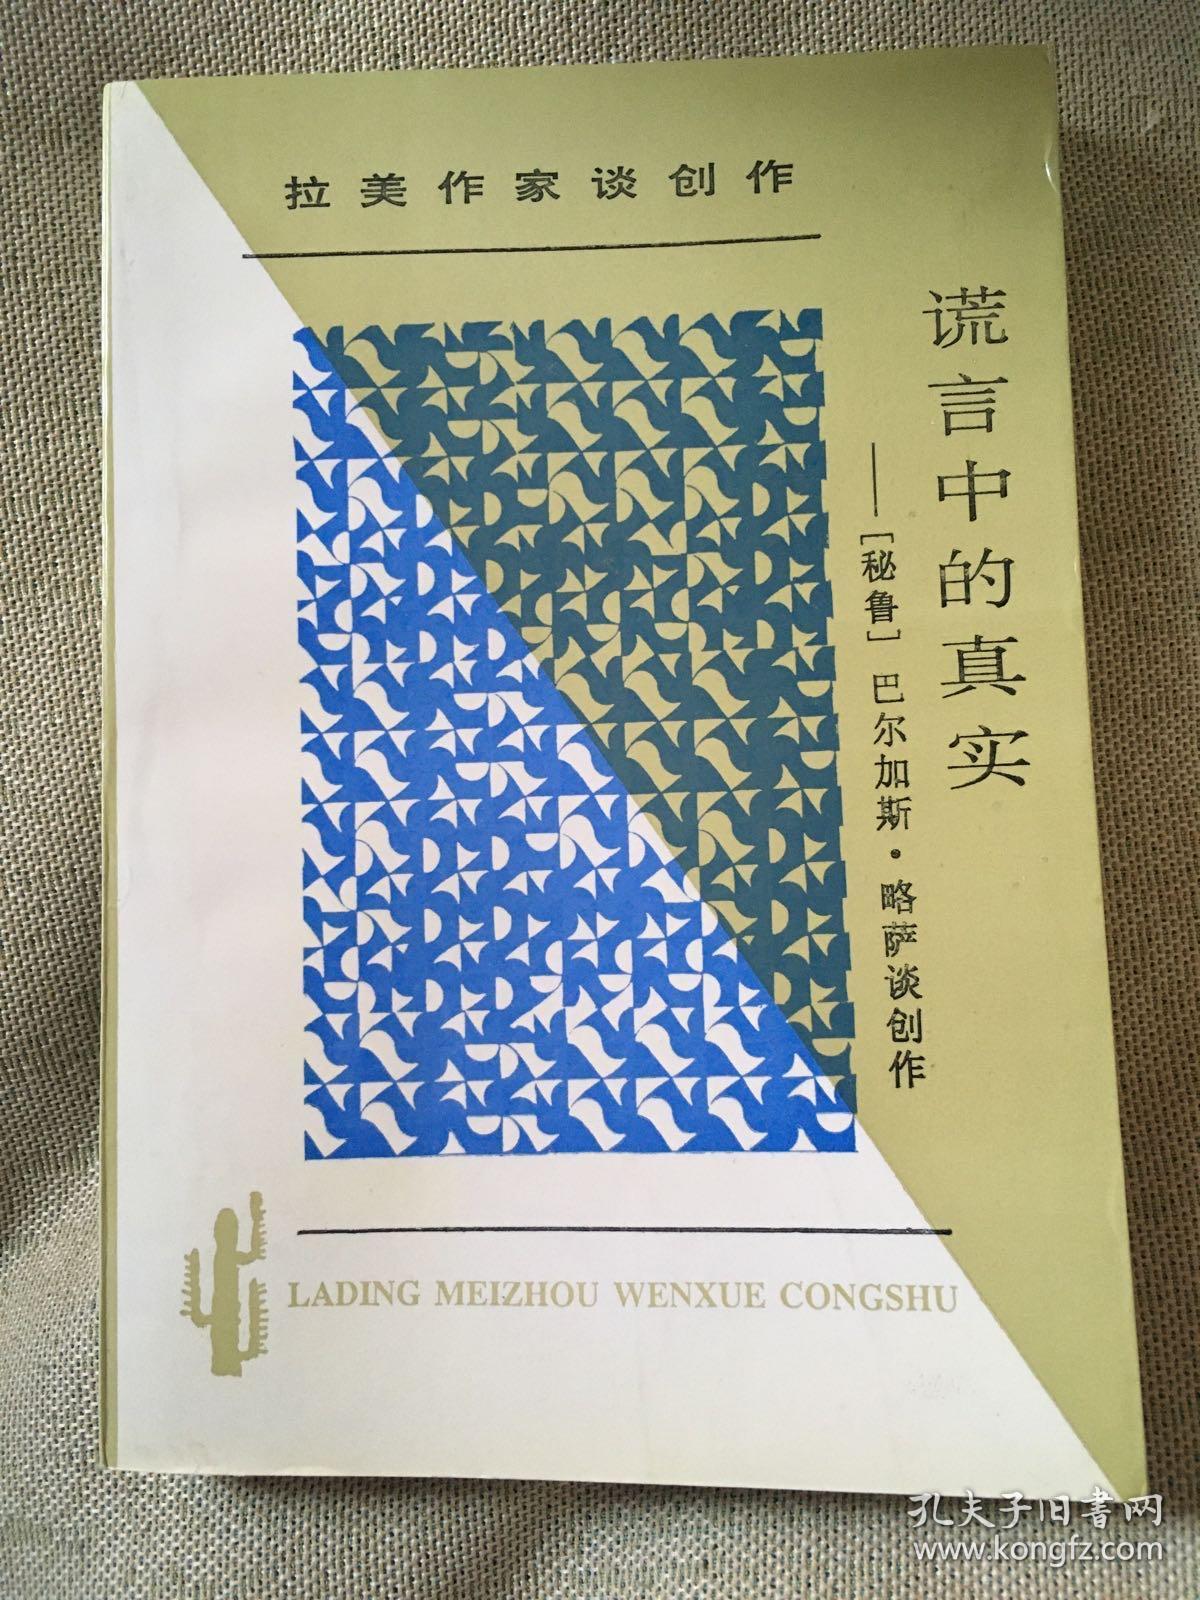 拉美作家谈创作
谎言中的真实
——[秘鲁]巴尔加斯·略萨谈创作
LADING MEIZHOU WENXUE CONGSHU
孔夫子旧书网
www.kongfz.com